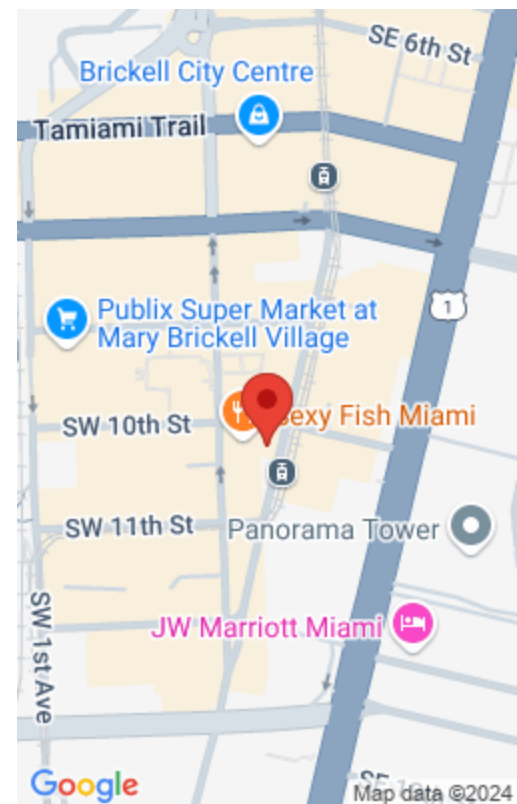 SE 6th St
Brickell City Centre
Tamiami Trail
1
Publix Super Market at
Mary Brickell Village
SW 10th St
sexy Fish Miami
SW 11th St
Panorama Tower
SW 1st Ave
JW Marriott Miami
Google
Map data ©2024